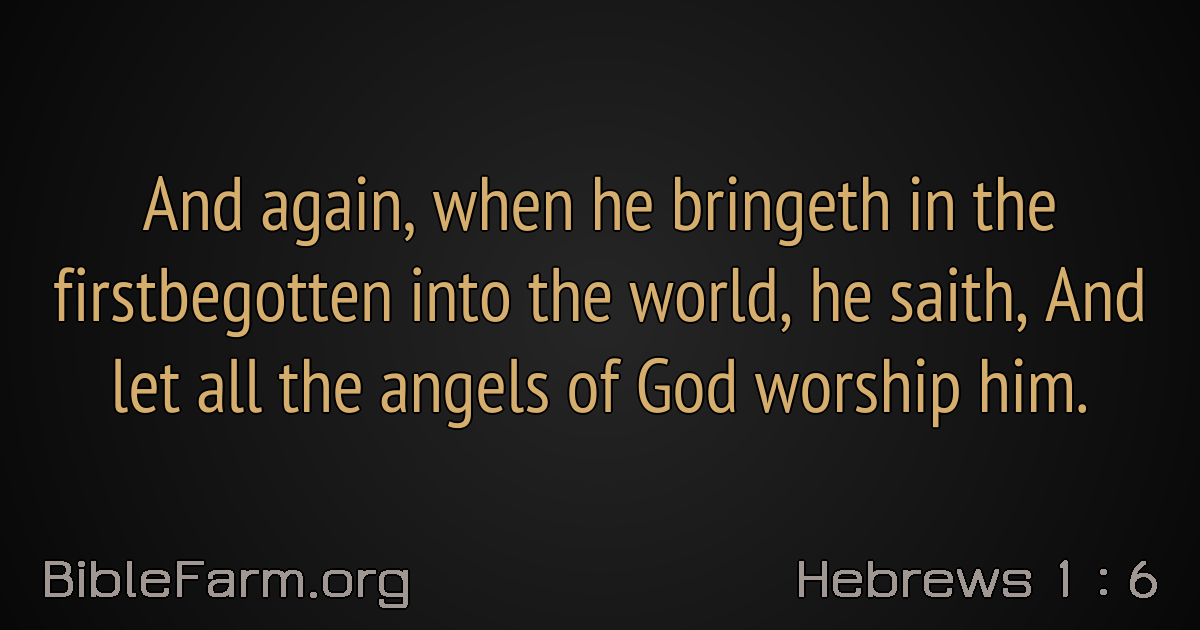 And again, when he bringeth in the
firstbegotten into the world, he saith, And
let all the angels of God worship him.
BibleFarm.org
Hebrews 1 : 6